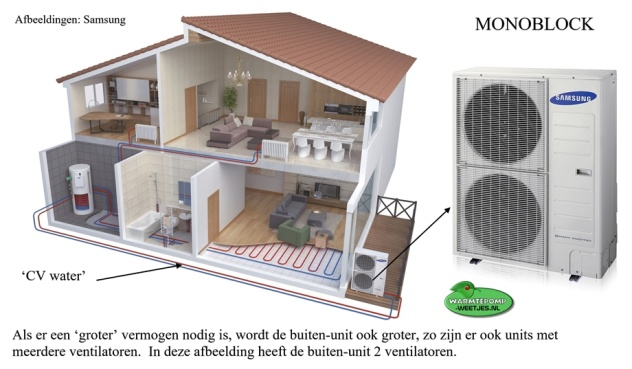 Afbeeldingen: Samsung
MONOBLOCK
SAMSUNG
'CV water'
WARMTEPOMP
-WEETJES.NL
Als er een 'groter' vermogen nodig is, wordt de buiten-unit ook groter, zo zijn er ook units met
meerdere ventilatoren.  In deze afbeelding heeft de buiten-unit 2 ventilatoren.